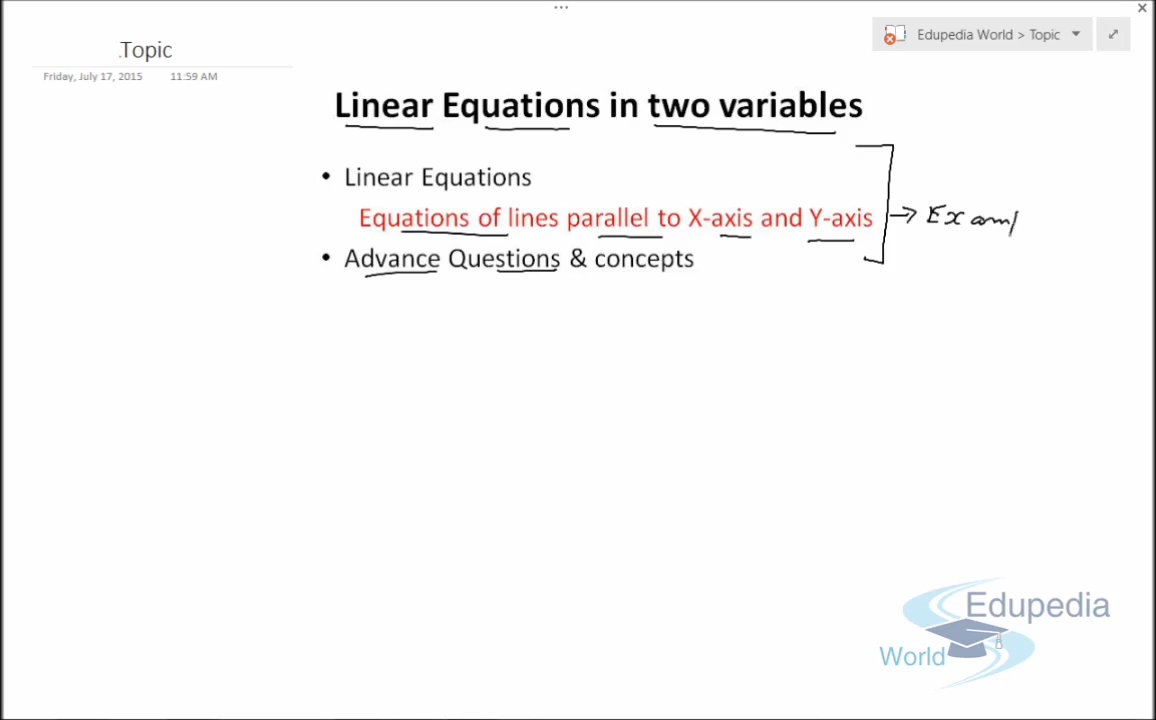 Topic
Friday, July 17, 2015 11:59 AM
Edupedia World > Topic
Linear Equations in two variables
• Linear Equations
Equations of lines parallel to X-axis and Y-axis
• Advance Questions & concepts
→ Exam
Edupedia
World